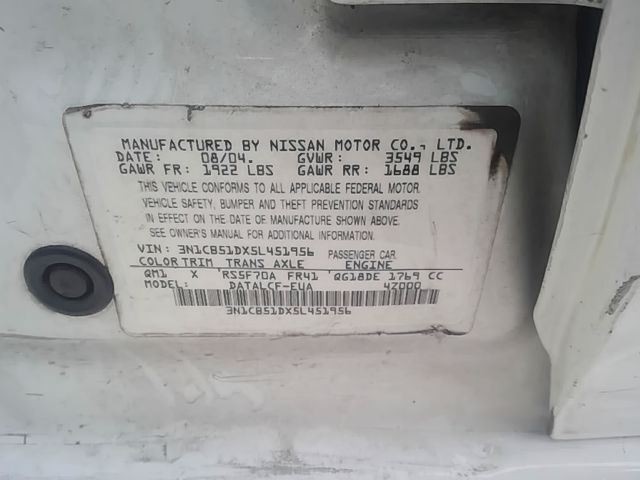 MANUFACTURED BY NISSAN MOTOR CO., LTD.
DATE: 08/04. GVWR: 3549 LBS
GAWR FR: 1922 LBS GAWR RR: 1688 LBS
THIS VEHICLE CONFORMS TO ALL APPLICABLE FEDERAL MOTOR.
VEHICLE SAFETY, BUMPER AND THEFT PREVENTION STANDARDS
IN EFFECT ON THE DATE OF MANUFACTURE SHOWN ABOVE.
SEE OWNER'S MANUAL FOR ADDITIONAL INFORMATION.
VIN: 3N1CB51DX5L451956 PASSENGER CAR.
COLOR TRIM TRANS AXLE ENGINE
QM1 X RS5F70A FR41 QG18DE 1769 CC
MODEL: DATALCF-EUA 42000
3N1CB51DX5L451956